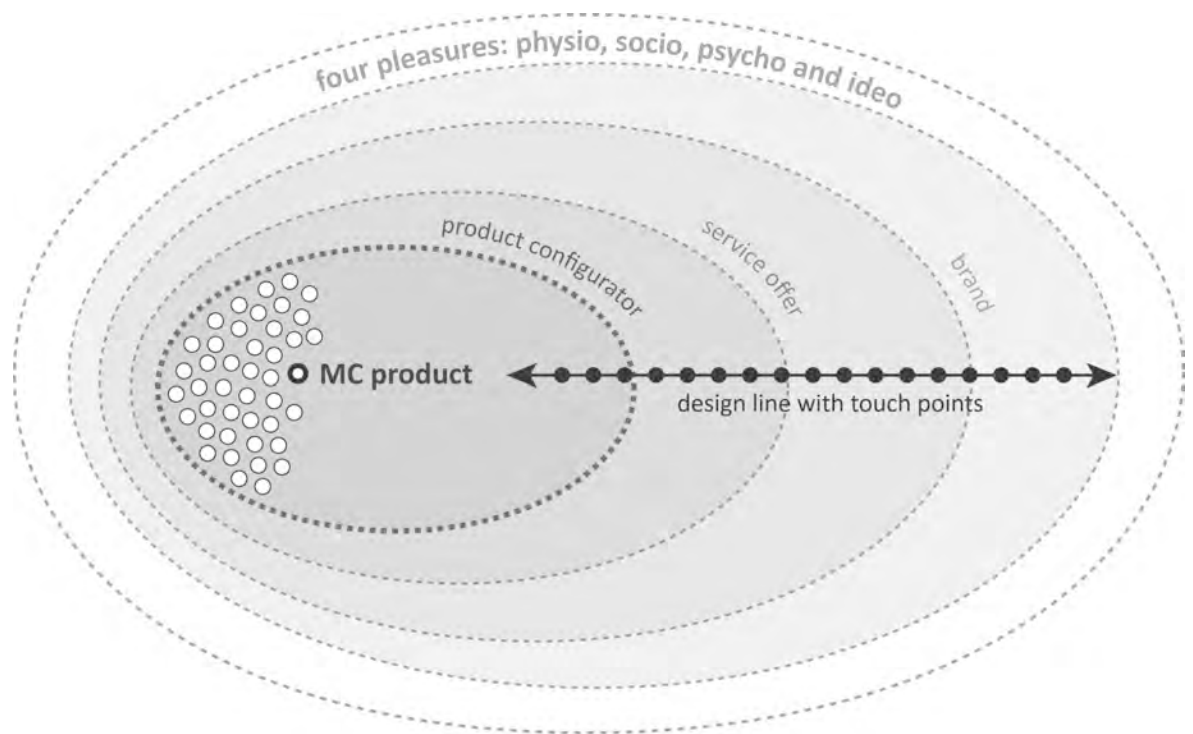 four pleasures: physio, socio, psycho and ideo
product configurator
service offer
brand
MC product
design line with touch points